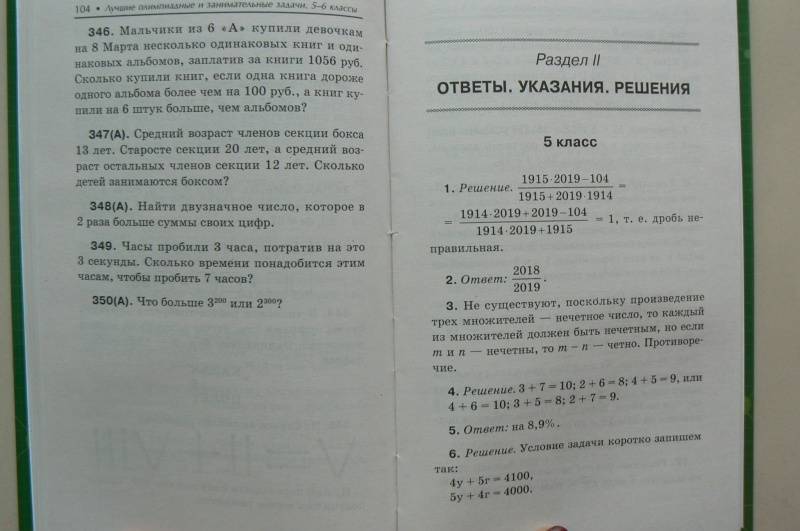 104 • Лучшие олимпиадные и занимательные задачи. 5–6 классы
346. Мальчики из 6 «А» купили девочкам
на 8 Марта несколько одинаковых книг и оди-
наковых альбомов, заплатив за книги 1056 руб.
Сколько купили книг, если одна книга дороже
одного альбома более чем на 100 руб., а книг ку-
пили на 6 штук больше, чем альбомов?
347(А). Средний возраст членов секции бокса
13 лет. Старосте секции 20 лет, а средний воз-
раст остальных членов секции 12 лет. Сколько
детей занимаются боксом?
348(А). Найти двузначное число, которое в
2 раза больше суммы своих цифр.
349. Часы пробили 3 часа, потратив на это
3 секунды. Сколько времени понадобится этим
часам, чтобы пробить 7 часов?
350(А). Что больше 3²⁰⁰ или 2³⁰⁰?
Раздел II
ОТВЕТЫ. УКАЗАНИЯ. РЕШЕНИЯ
5 класс
1. Решение. (1915·2019–104)/(1915+2019·1914) =
= (1914·2019+2019–104)/(1914·2019+1915) = 1, т. е. дробь не-
правильная.
2. Ответ: 2018/2019.
3. Не существуют, поскольку произведение
трех множителей — нечетное число, то каждый
из множителей должен быть нечетным, но если
m и n — нечетны, то m – n — четно. Противоре-
чие.
4. Решение. 3 + 7 = 10; 2 + 6 = 8; 4 + 5 = 9, или
4 + 6 = 10; 3 + 5 = 8; 2 + 7 = 9.
5. Ответ: на 8,9%.
6. Решение. Условие задачи коротко запишем
так:
4у + 5г = 4100,
5у + 4г = 4000.